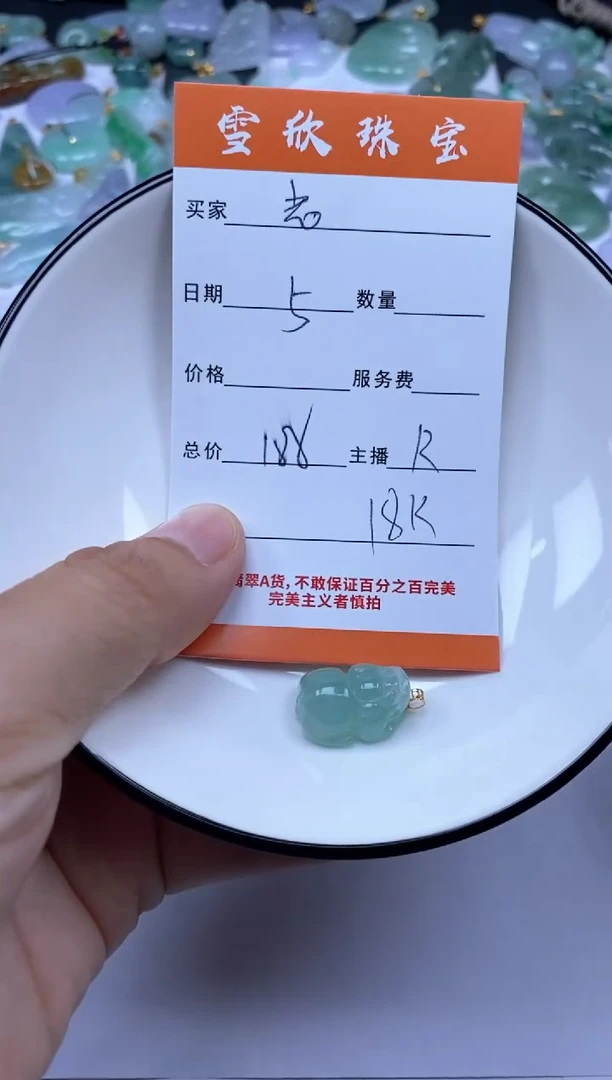 雪欣珠宝
买家
日期 5 数量
价格 服务费
总价 188 主播 R
18K
翡翠A货,不敢保证百分之百完美
完美主义者慎拍